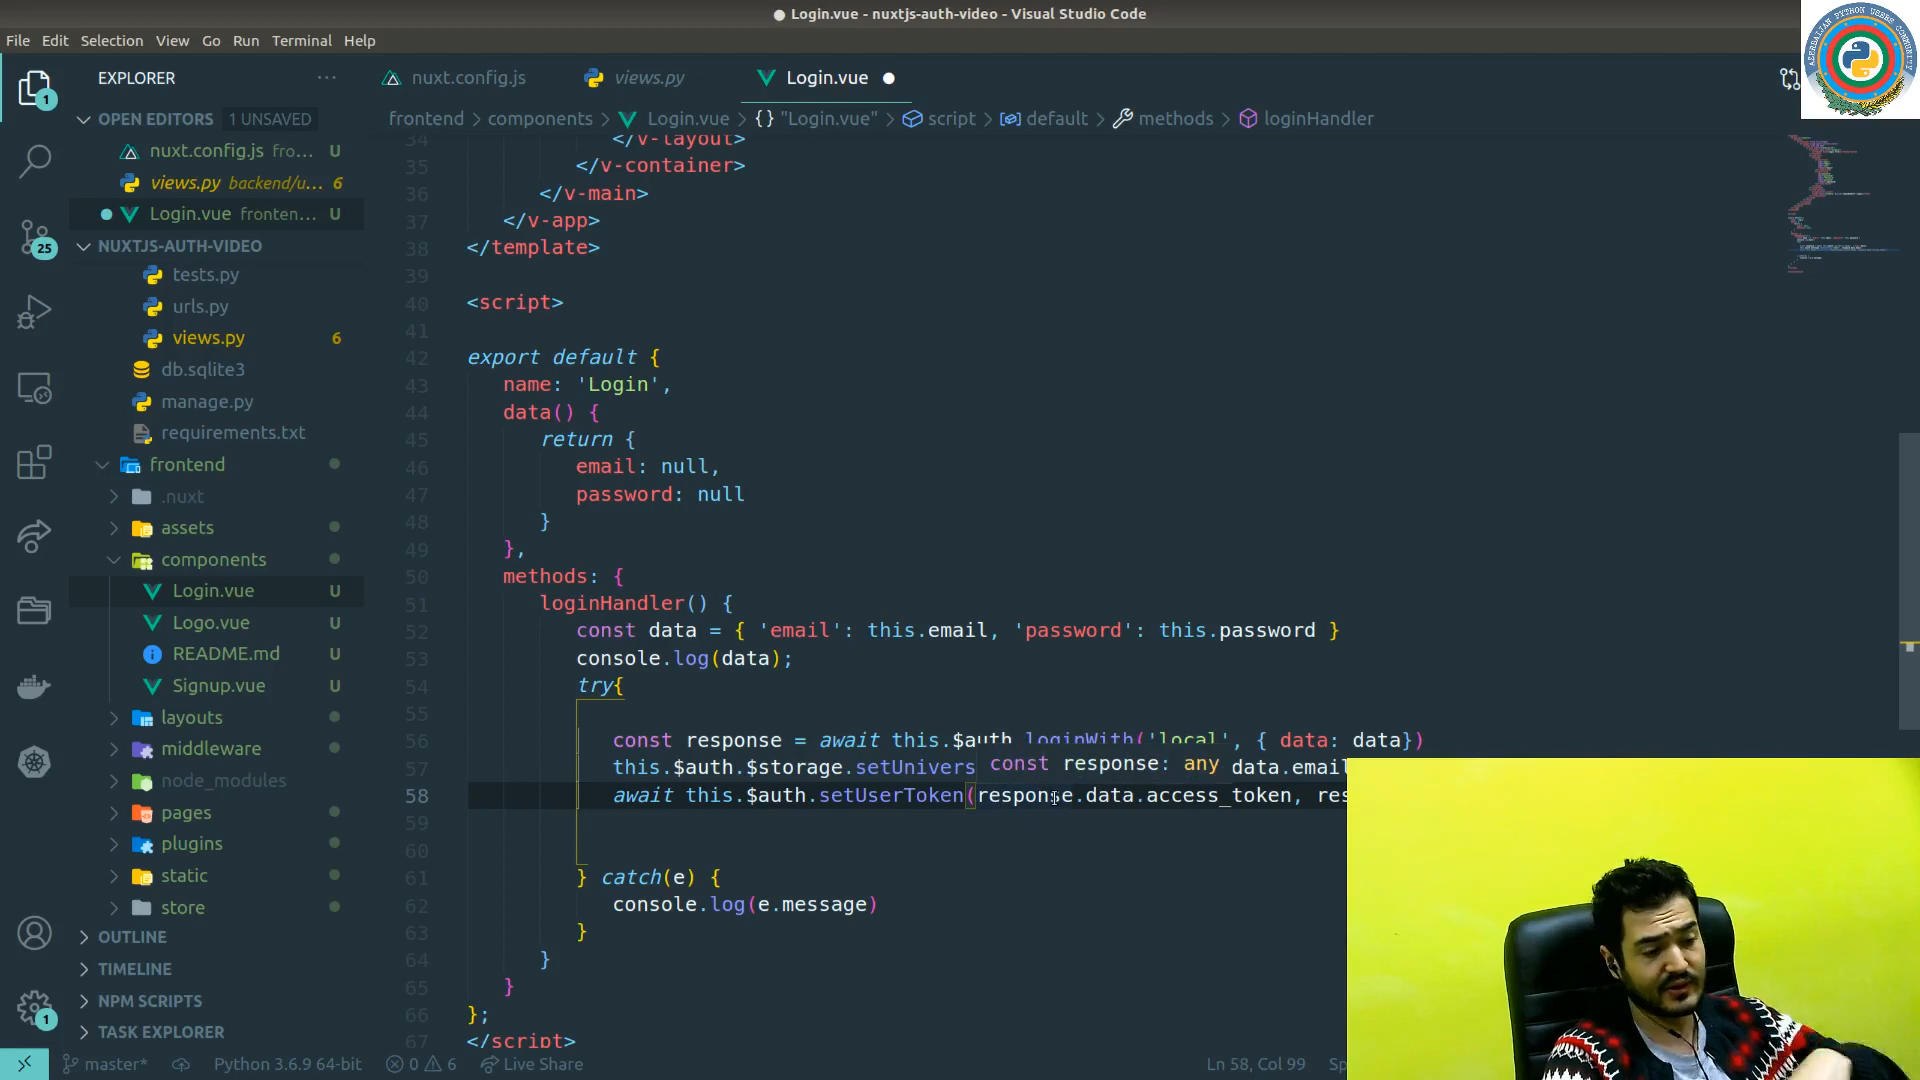 Login.vue - nuxtjs-auth-video - Visual Studio Code
File Edit Selection View Go Run Terminal Help
AZERBAIJAN PYTHON USERS COMMUNITY
EXPLORER
nuxt.config.js
views.py
Login.vue
OPEN EDITORS 1 UNSAVED
frontend > components > Login.vue > {} "Login.vue" > script > default > methods > loginHandler
nuxt.config.js fro... U
views.py backend/u... 6
Login.vue fronten... U
NUXTJS-AUTH-VIDEO
tests.py
urls.py
views.py 6
db.sqlite3
manage.py
requirements.txt
frontend
.nuxt
assets
components
Login.vue U
Logo.vue U
README.md U
Signup.vue U
layouts
middleware
node_modules
pages
plugins
static
store
OUTLINE
TIMELINE
NPM SCRIPTS
TASK EXPLORER
1
25
1
34 </v-layout>
35 </v-container>
36 </v-main>
37 </v-app>
38 </template>
39
40 <script>
41
42 export default {
43 name: 'Login',
44 data() {
45 return {
46 email: null,
47 password: null
48 }
49 },
50 methods: {
51 loginHandler() {
52 const data = { 'email': this.email, 'password': this.password }
53 console.log(data);
54 try{
55
56 const response = await this.$auth.loginWith('local', { data: data})
57 this.$auth.$storage.setUnivers data.email
const response: any
58 await this.$auth.setUserToken(response.data.access_token, res
59
60
61 } catch(e) {
62 console.log(e.message)
63 }
64 }
65 }
66 };
67 </script>
master* Python 3.6.9 64-bit 0 6 Live Share Ln 58, Col 99 Sp